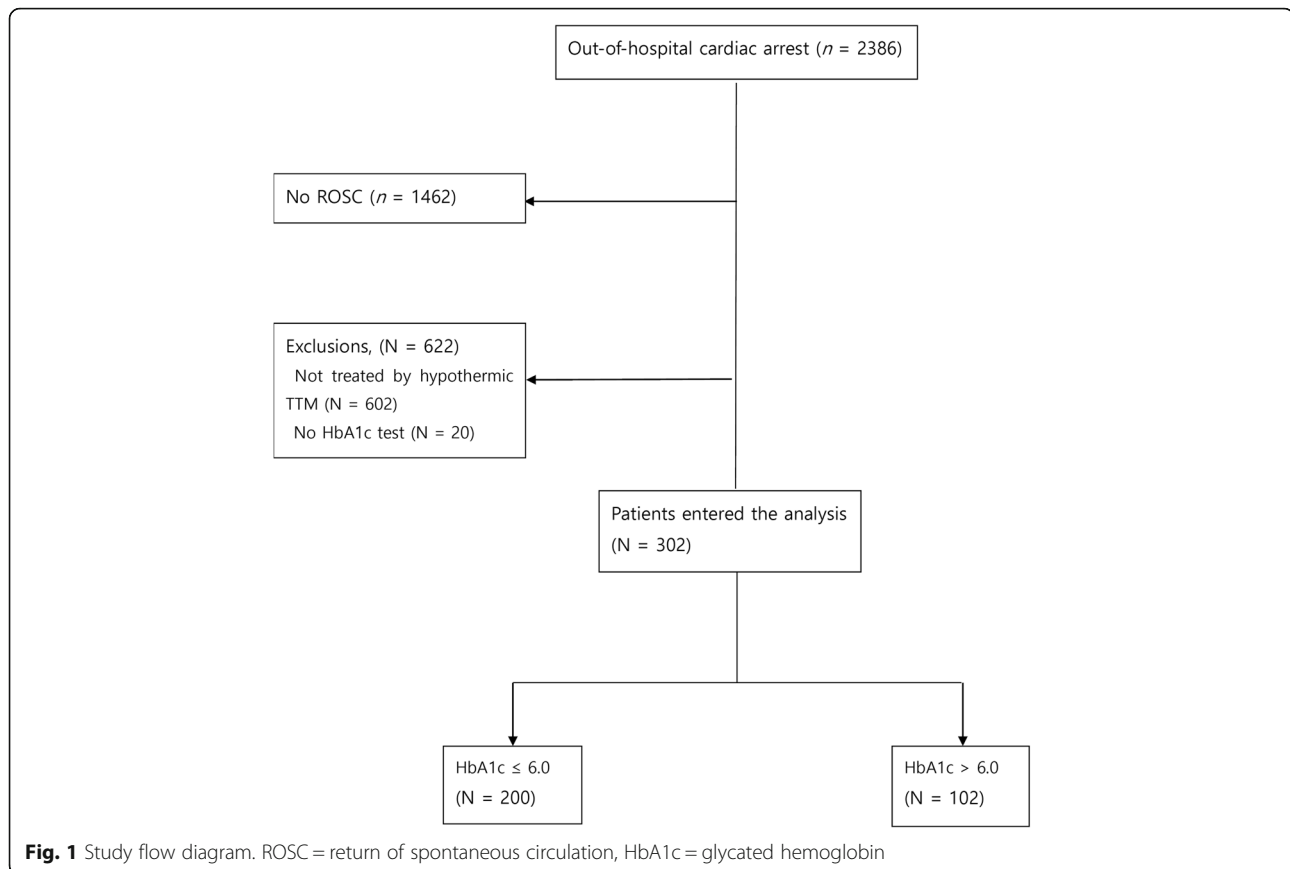 Out-of-hospital cardiac arrest (n = 2386)
No ROSC (n = 1462)
Exclusions, (N = 622)
Not treated by hypothermic
TTM (N = 602)
No HbA1c test (N = 20)
Patients entered the analysis
(N = 302)
HbA1c ≤ 6.0
(N = 200)
HbA1c > 6.0
(N = 102)
Fig. 1 Study flow diagram. ROSC = return of spontaneous circulation, HbA1c = glycated hemoglobin